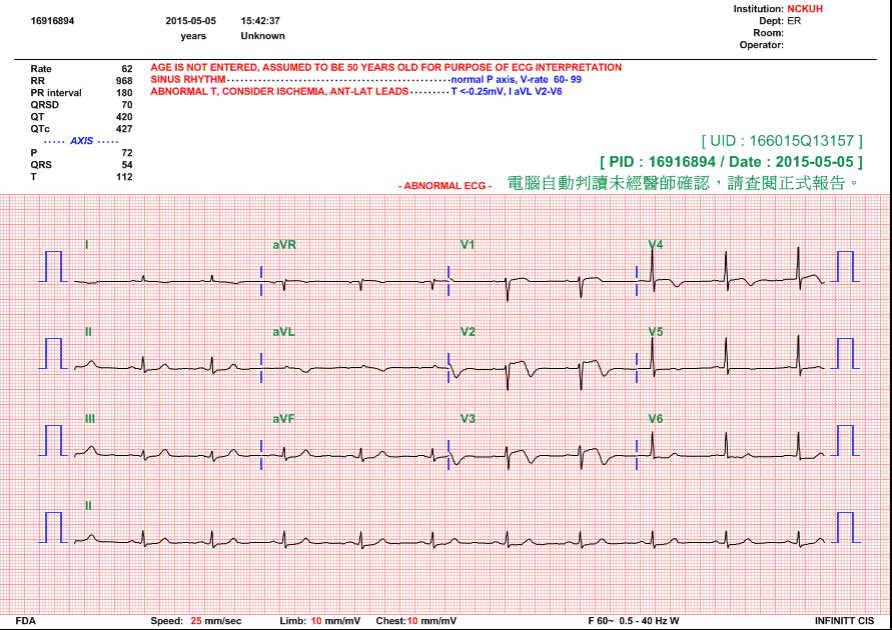 Institution: NCKUH
16916894 2015-05-05 15:42:37 Dept: ER
years Unknown Room:
Operator:
Rate 62 AGE IS NOT ENTERED, ASSUMED TO BE 50 YEARS OLD FOR PURPOSE OF ECG INTERPRETATION
RR 968 SINUS RHYTHM---------------------------------------------normal P axis, V-rate 60- 99
PR interval 180 ABNORMAL T, CONSIDER ISCHEMIA, ANT-LAT LEADS---------T <-0.25mV, I aVL V2-V6
QRSD 70
QT 420
QTc 427
----- AXIS -----
P 72
QRS 54
T 112
[ UID : 166015Q13157 ]
[ PID : 16916894 / Date : 2015-05-05 ]
- ABNORMAL ECG - 電腦自動判讀未經醫師確認，請查閱正式報告。
I aVR V1 V4
II aVL V2 V5
III aVF V3 V6
II
FDA Speed: 25 mm/sec Limb: 10 mm/mV Chest:10 mm/mV F 60~ 0.5 - 40 Hz W INFINITT CIS